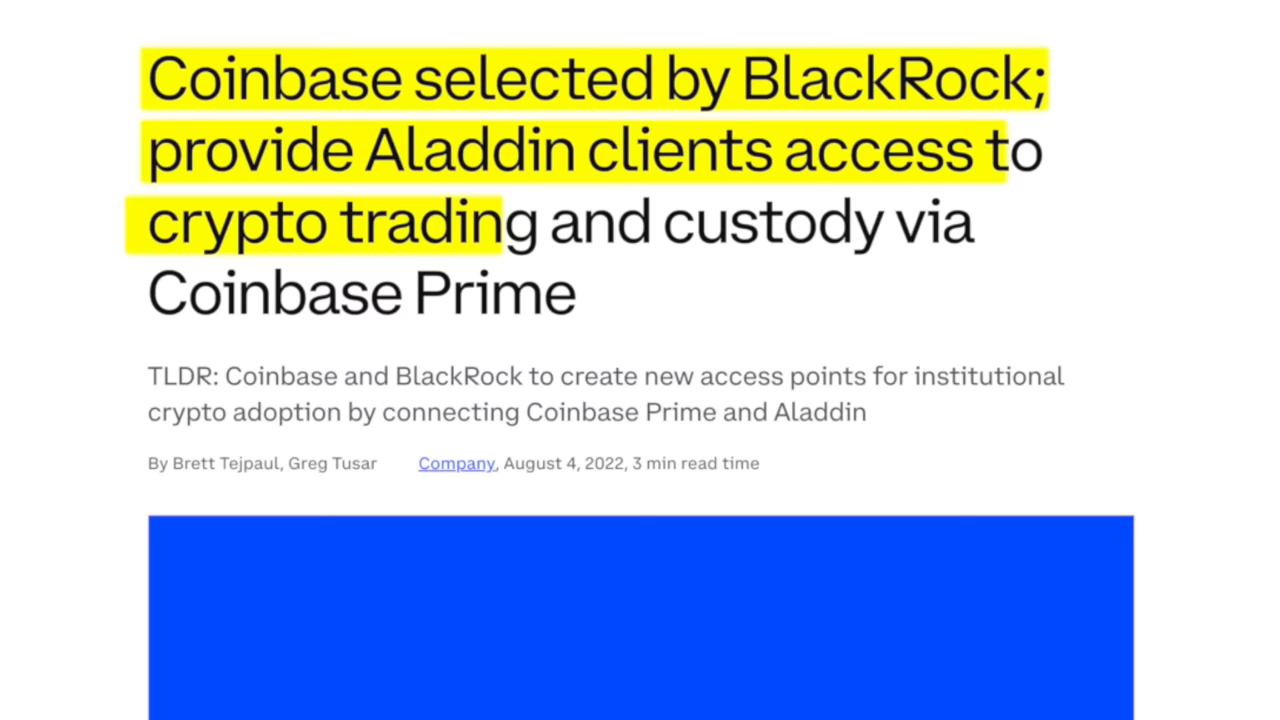 Coinbase selected by BlackRock;
provide Aladdin clients access to
crypto trading and custody via
Coinbase Prime
TLDR: Coinbase and BlackRock to create new access points for institutional
crypto adoption by connecting Coinbase Prime and Aladdin
By Brett Tejpaul, Greg Tusar Company, August 4, 2022, 3 min read time